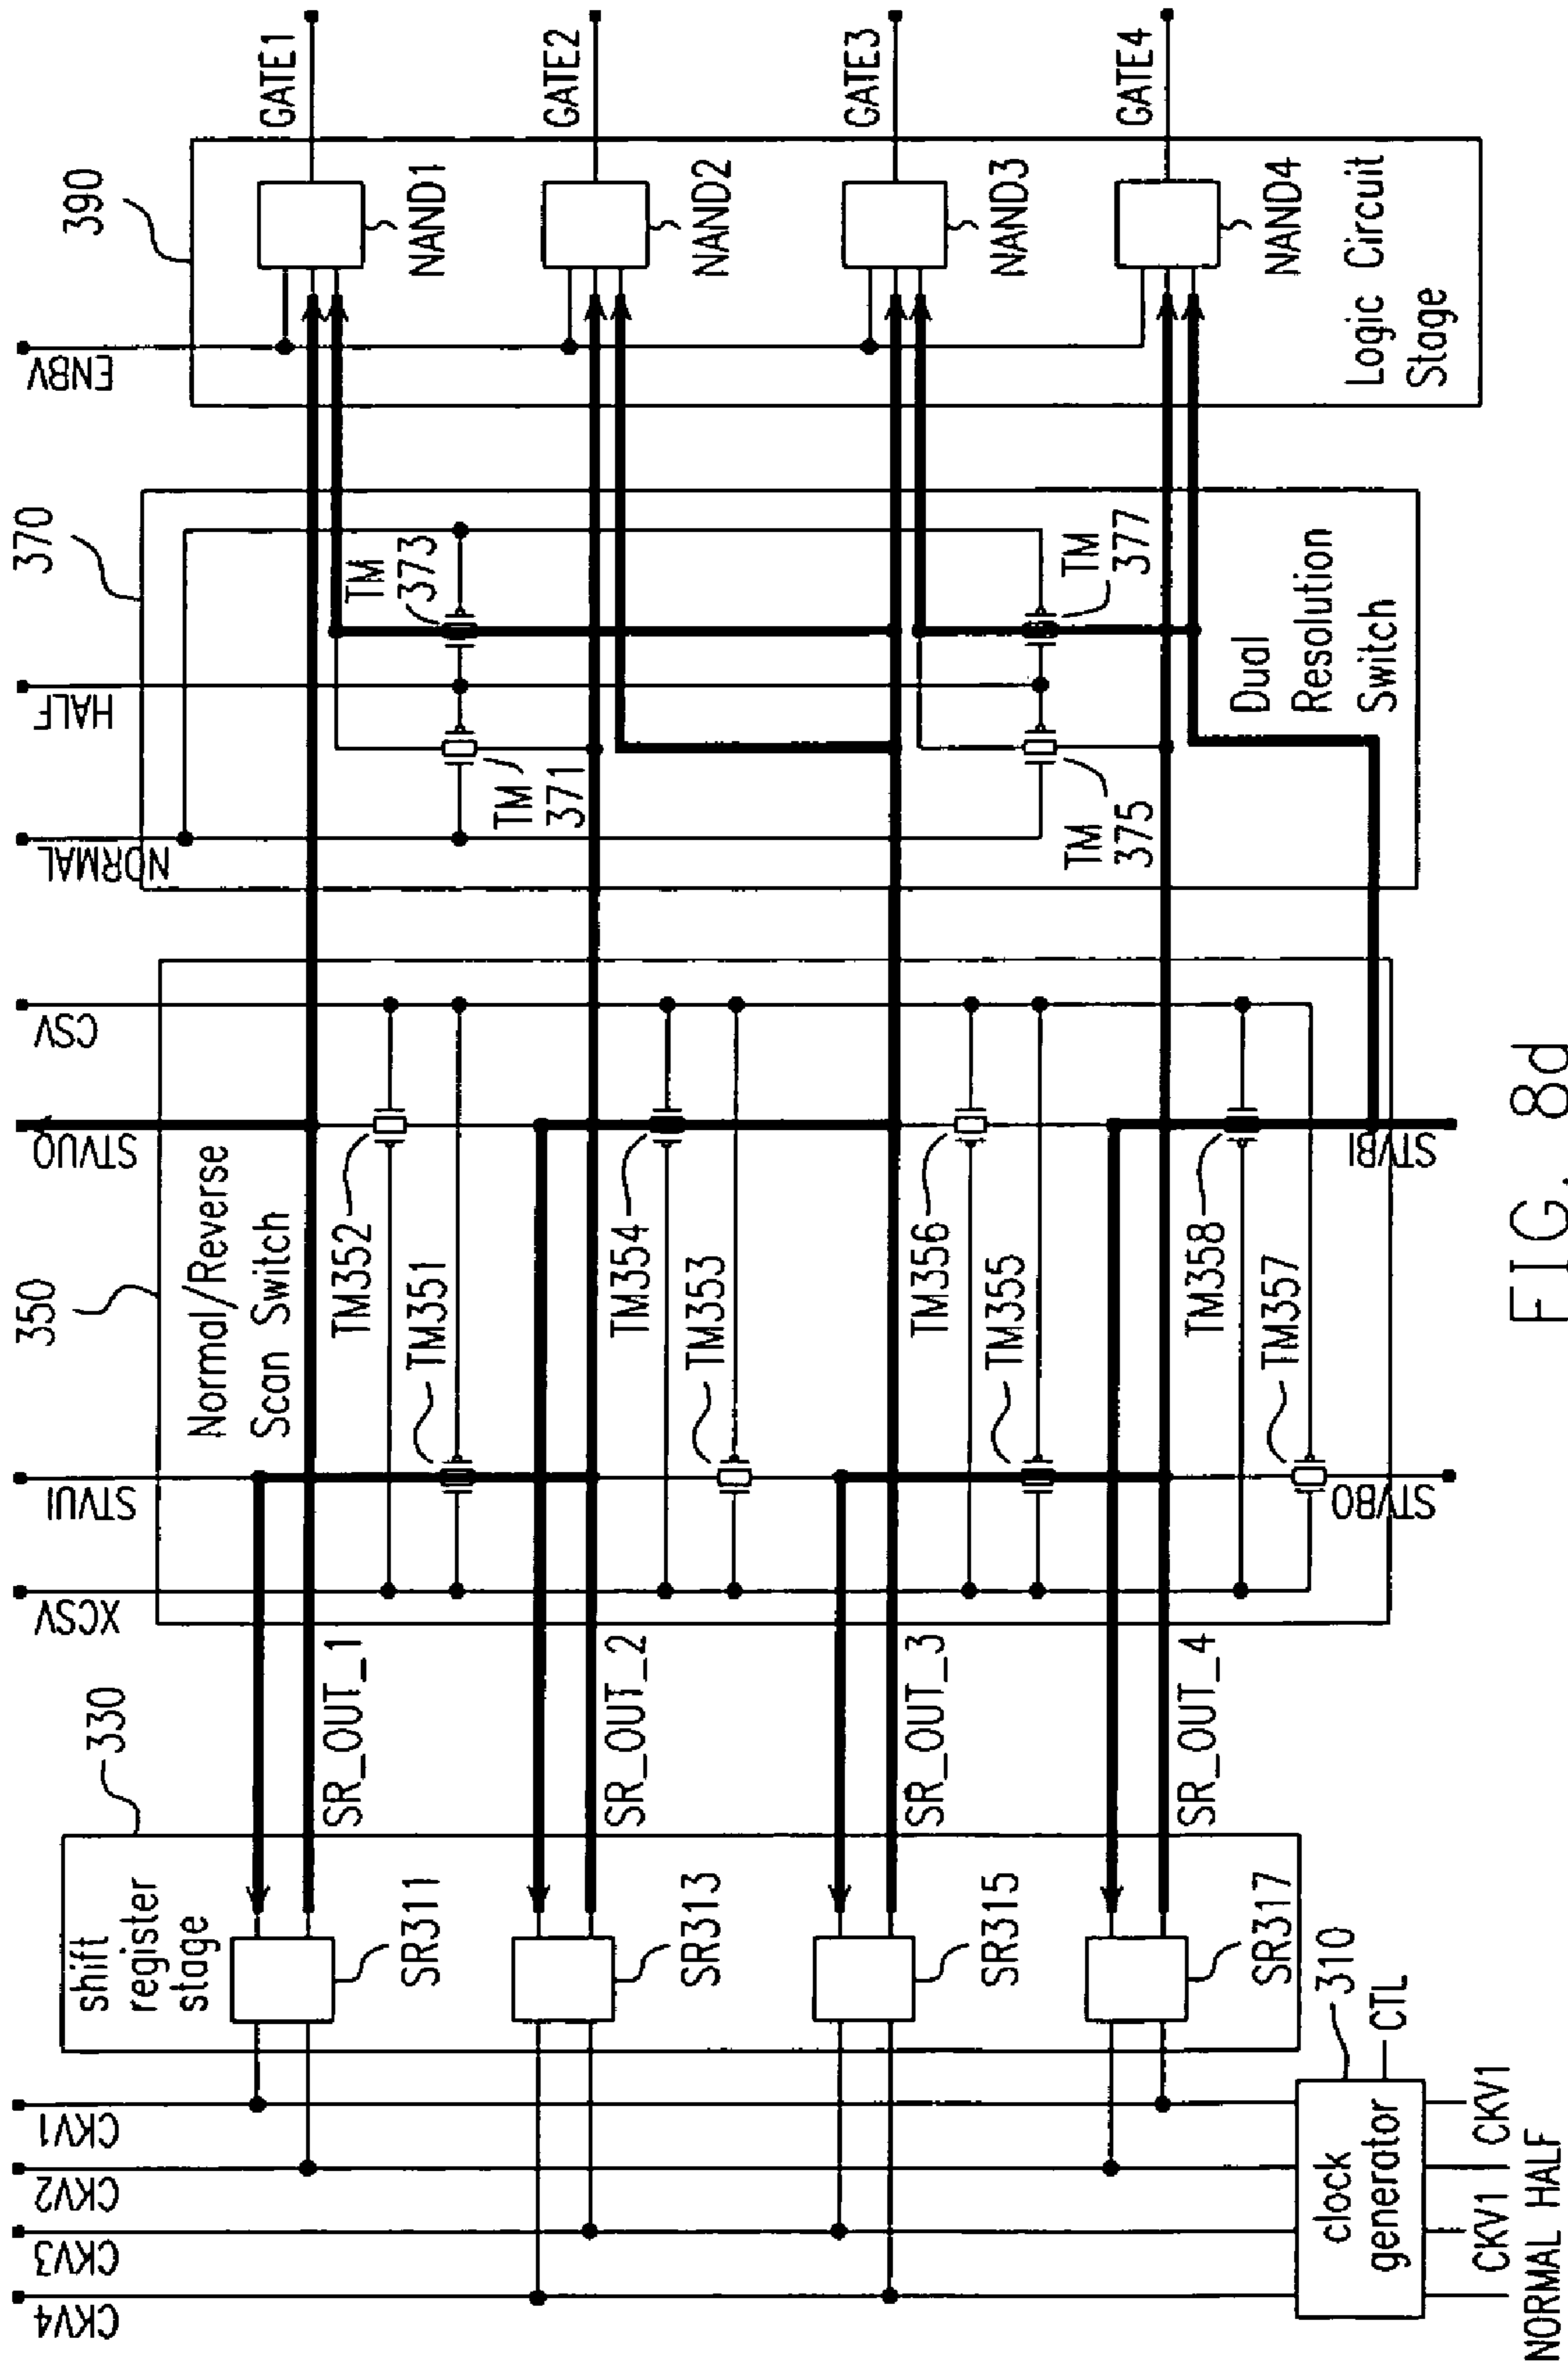 390
370
350
330
ENBV
HALF
NORMAL
CSV
STVUO
STVUI
XCSV
CKV1
CKV2
CKV3
CKV4
GATE1
GATE2
GATE3
GATE4
NAND1
NAND2
NAND3
NAND4
Logic Circuit
Stage
TM
373
TM
371
TM
377
TM
375
Dual
Resolution
Switch
Normal/Reverse
Scan Switch
TM352
TM351
TM354
TM353
TM356
TM355
TM358
TM357
STVBI
STVBO
SR_OUT_1
SR_OUT_2
SR_OUT_3
SR_OUT_4
shift
register
stage
SR311
SR313
SR315
SR317
310
CTL
clock
generator
CKV1
CKV1
NORMAL HALF
FIG. 8d